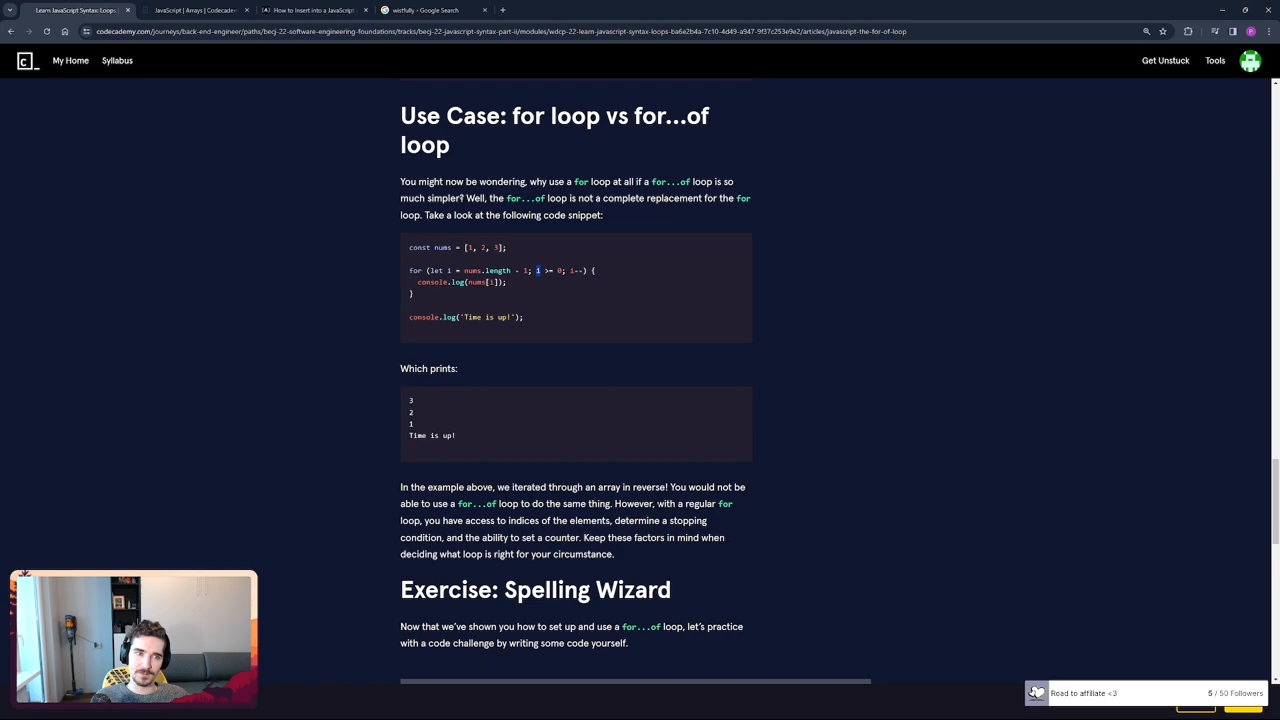 Learn JavaScript Syntax: Loops |
JavaScript | Arrays | Codecadem
How to Insert into a JavaScript
wistfully - Google Search
codecademy.com/journeys/back-end-engineer/paths/becj-22-software-engineering-foundations/tracks/becj-22-javascript-syntax-part-ii/modules/wdcp-22-learn-javascript-syntax-loops-ba6e2b4a-7c10-4d49-a947-9f37c253e9e2/articles/javascript-the-for-of-loop
My Home
Syllabus
Get Unstuck
Tools
Use Case: for loop vs for...of
loop
You might now be wondering, why use a for loop at all if a for...of loop is so
much simpler? Well, the for...of loop is not a complete replacement for the for
loop. Take a look at the following code snippet:
const nums = [1, 2, 3];
for (let i = nums.length - 1; i >= 0; i--) {
console.log(nums[i]);
}
console.log('Time is up!');
Which prints:
3
2
1
Time is up!
In the example above, we iterated through an array in reverse! You would not be
able to use a for...of loop to do the same thing. However, with a regular for
loop, you have access to indices of the elements, determine a stopping
condition, and the ability to set a counter. Keep these factors in mind when
deciding what loop is right for your circumstance.
Exercise: Spelling Wizard
Now that we've shown you how to set up and use a for...of loop, let's practice
with a code challenge by writing some code yourself.
Road to affiliate <3
5 / 50 Followers